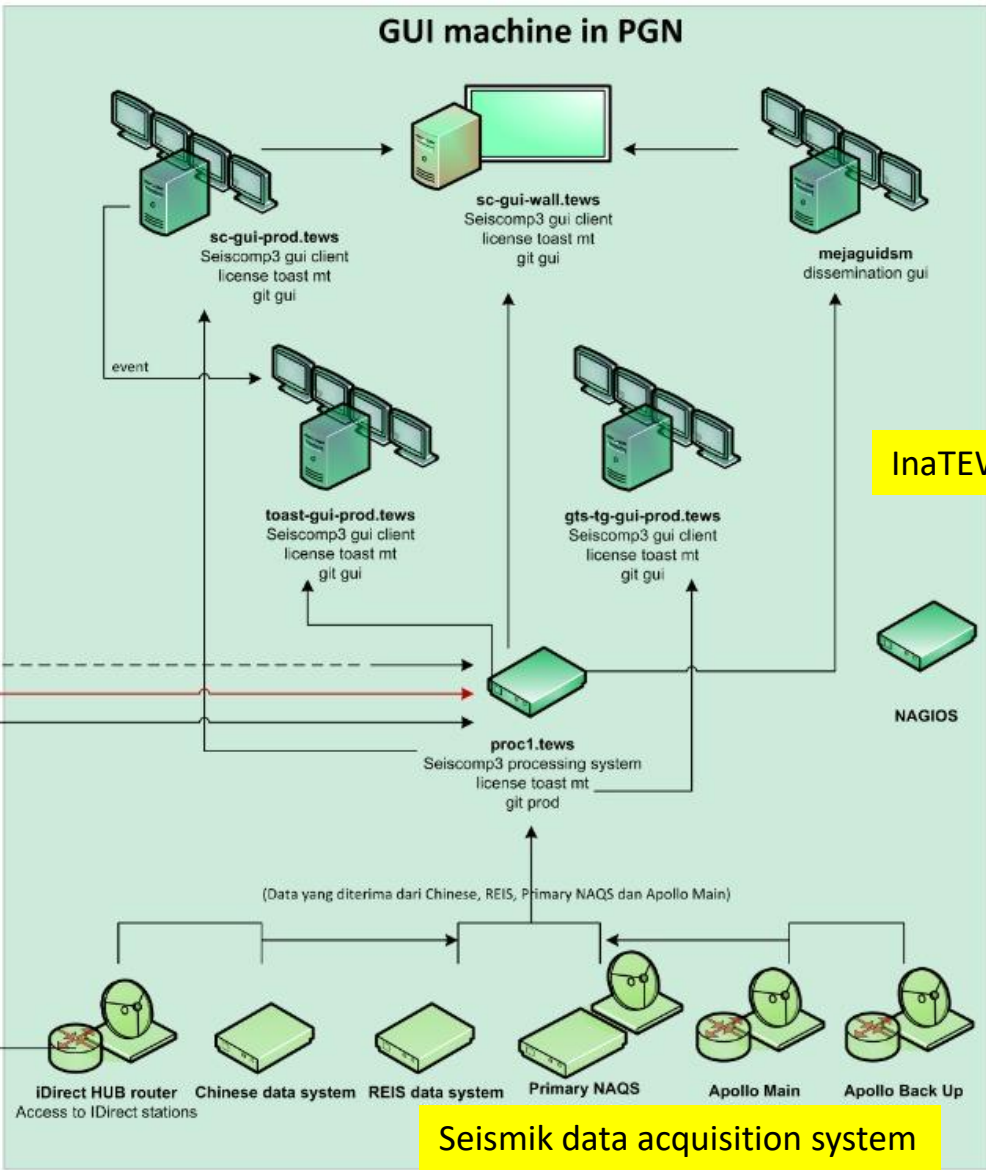 GUI machine in PGN
sc-gui-prod.tews
Seiscomp3 gui client
license toast mt
git gui
sc-gui-wall.tews
Seiscomp3 gui client
license toast mt
git gui
mejaguidsm
dissemination gui
event
toast-gui-prod.tews
Seiscomp3 gui client
license toast mt
git gui
gts-tg-gui-prod.tews
Seiscomp3 gui client
license toast mt
git gui
InaTEW
NAGIOS
proc1.tews
Seiscomp3 processing system
license toast mt
git prod
(Data yang diterima dari Chinese, REIS, Primary NAQS dan Apollo Main)
iDirect HUB router
Access to IDirect stations
Chinese data system
REIS data system
Primary NAQS
Apollo Main
Apollo Back Up
Seismik data acquisition system